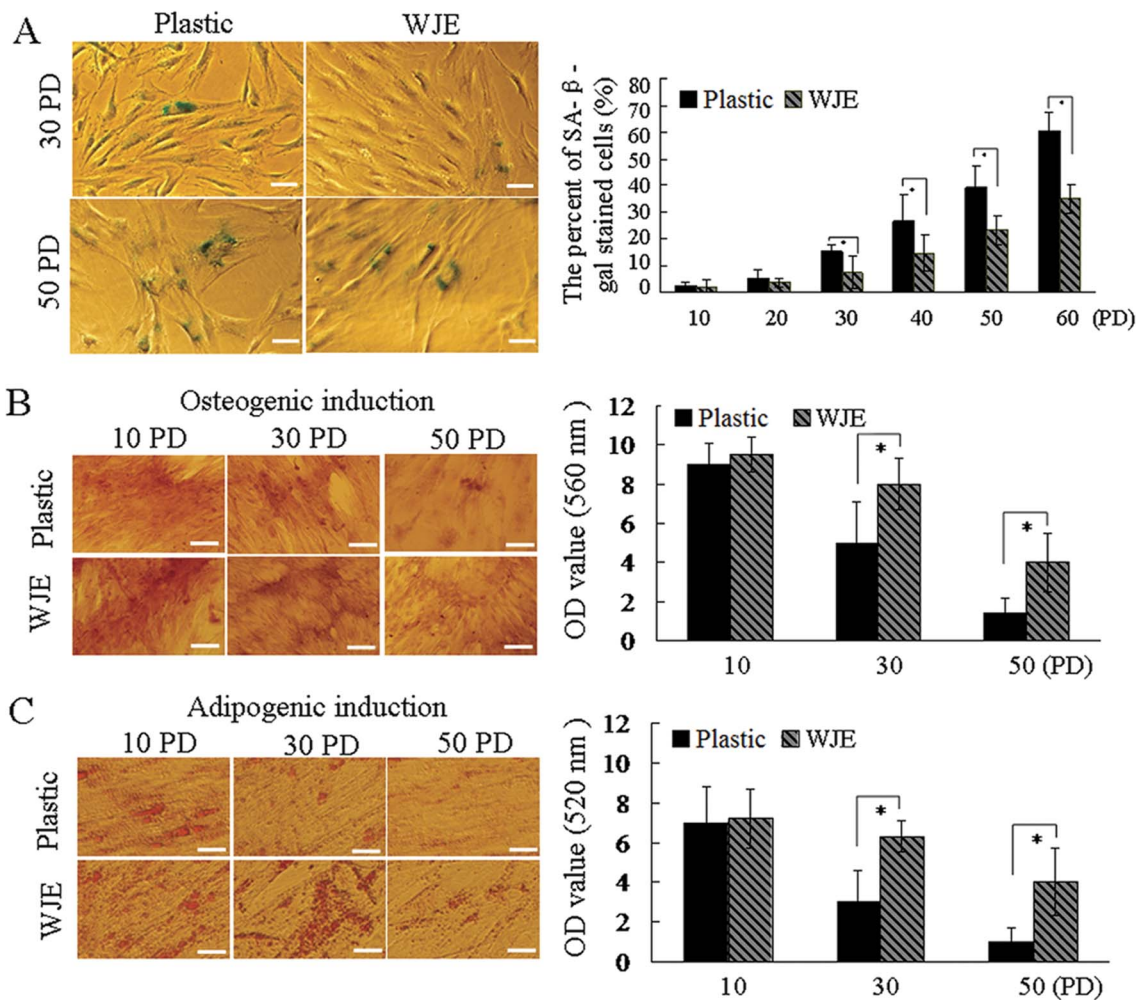 A
Plastic WJE
30 PD
50 PD
The percent of SA- β -
gal stained cells (%)
80
70
60
50
40
30
20
10
0
Plastic WJE
*
*
*
*
10 20 30 40 50 60 (PD)
B
Osteogenic induction
10 PD 30 PD 50 PD
Plastic
WJE
OD value (560 nm )
12
10
8
6
4
2
0
Plastic WJE
*
*
10 30 50 (PD)
C
Adipogenic induction
10 PD 30 PD 50 PD
Plastic
WJE
OD value (520 nm )
12
10
8
6
4
2
0
Plastic WJE
*
*
10 30 50 (PD)